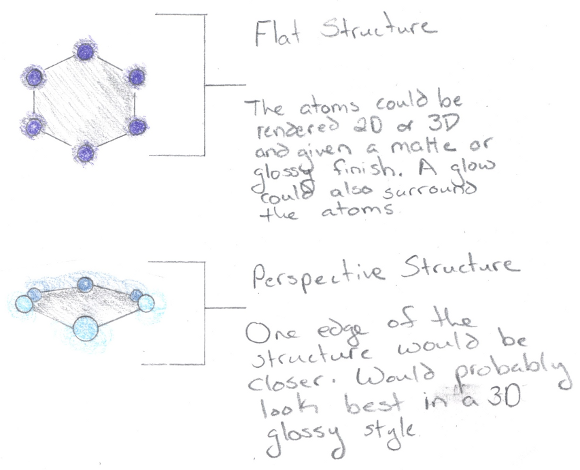 Flat Structure
The atoms could be
rendered 2D or 3D
and given a matte or
glossy finish. A glow
could also surround
the atoms
Perspective Structure
One edge of the
structure would be
closer. Would probably
look best in a 3D
glossy style